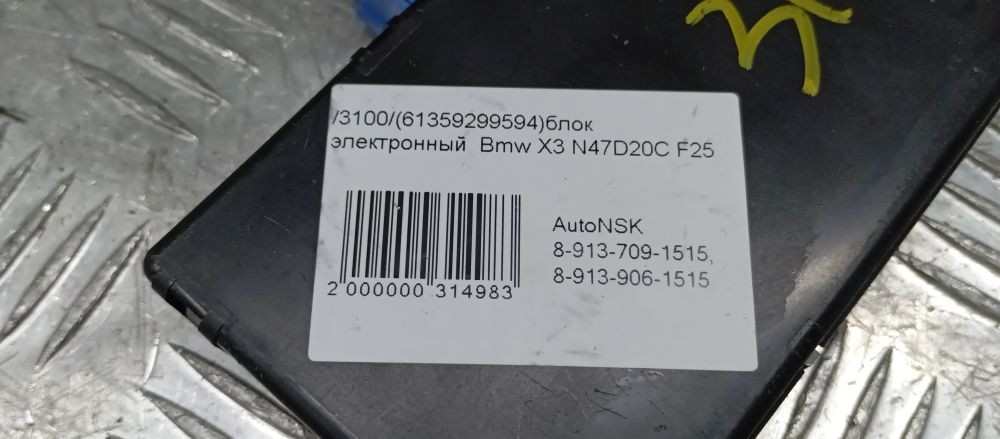 /3100/(61359299594)блок
электронный Bmw X3 N47D20C F25
AutoNSK
8-913-709-1515,
8-913-906-1515
2 000000 314983